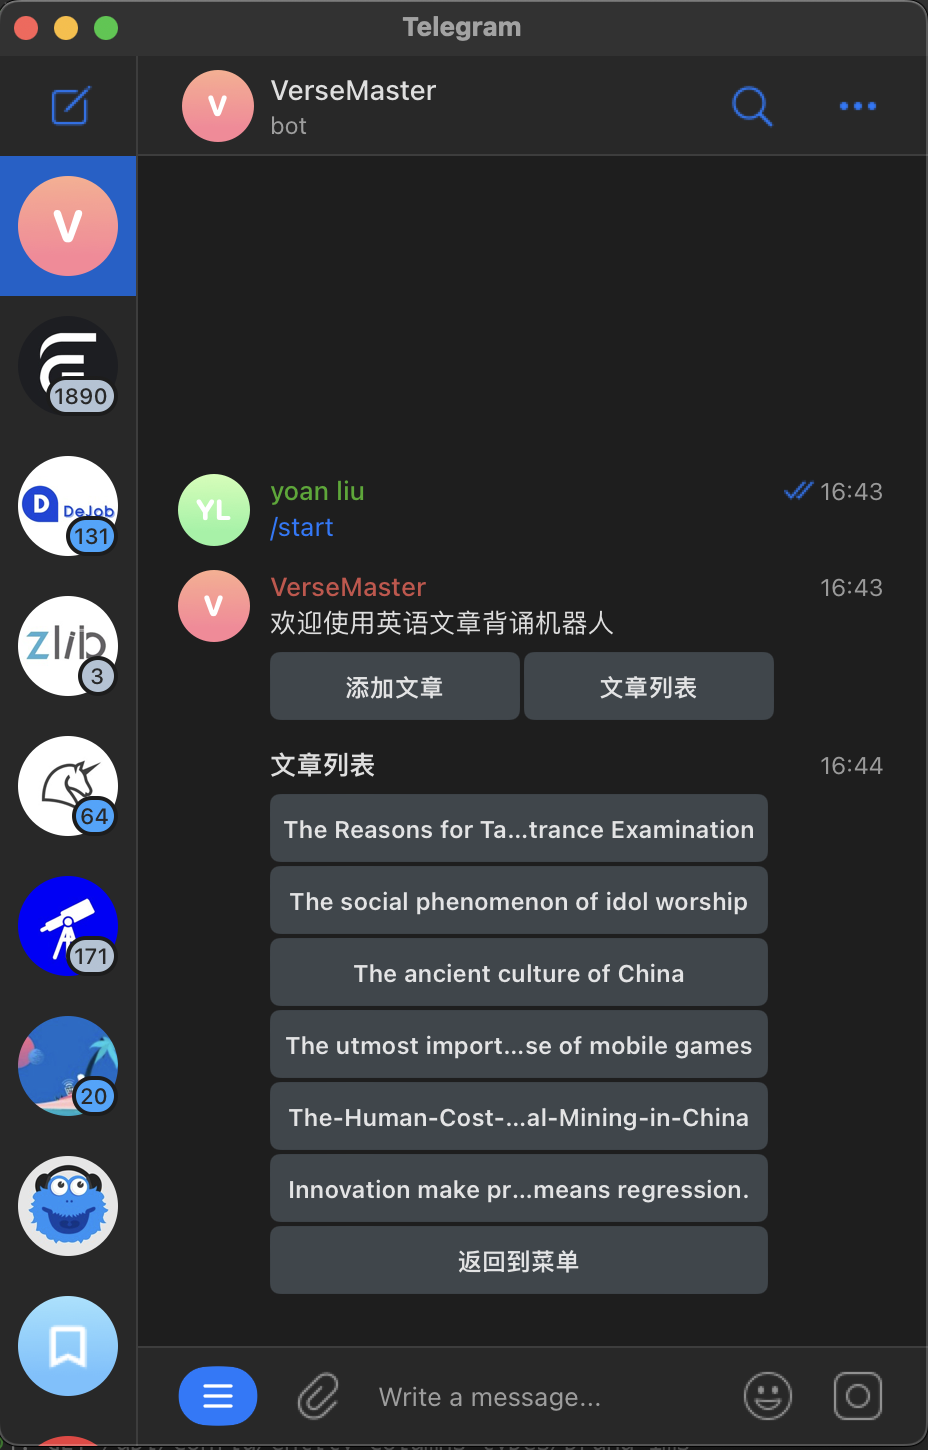 Telegram
V
VerseMaster
bot
V
1890
D DeJob
131
zlib
3
64
171
20
YL
yoan liu
16:43
/start
V
VerseMaster
16:43
欢迎使用英语文章背诵机器人
添加文章
文章列表
文章列表
16:44
The Reasons for Ta...trance Examination
The social phenomenon of idol worship
The ancient culture of China
The utmost import...se of mobile games
The-Human-Cost-...al-Mining-in-China
Innovation make pr...means regression.
返回到菜单
Write a message...